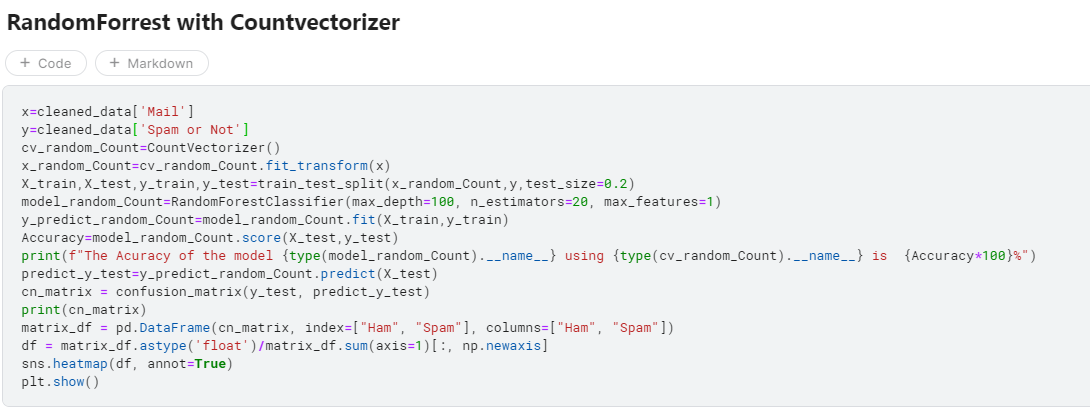 RandomForrest with Countvectorizer
+ Code + Markdown
x=cleaned_data['Mail']
y=cleaned_data['Spam or Not']
cv_random_Count=CountVectorizer()
x_random_Count=cv_random_Count.fit_transform(x)
X_train,X_test,y_train,y_test=train_test_split(x_random_Count,y,test_size=0.2)
model_random_Count=RandomForestClassifier(max_depth=100, n_estimators=20, max_features=1)
y_predict_random_Count=model_random_Count.fit(X_train,y_train)
Accuracy=model_random_Count.score(X_test,y_test)
print(f"The Acuracy of the model {type(model_random_Count).__name__} using {type(cv_random_Count).__name__} is  {Accuracy*100}%")
predict_y_test=y_predict_random_Count.predict(X_test)
cn_matrix = confusion_matrix(y_test, predict_y_test)
print(cn_matrix)
matrix_df = pd.DataFrame(cn_matrix, index=["Ham", "Spam"], columns=["Ham", "Spam"])
df = matrix_df.astype('float')/matrix_df.sum(axis=1)[:, np.newaxis]
sns.heatmap(df, annot=True)
plt.show()